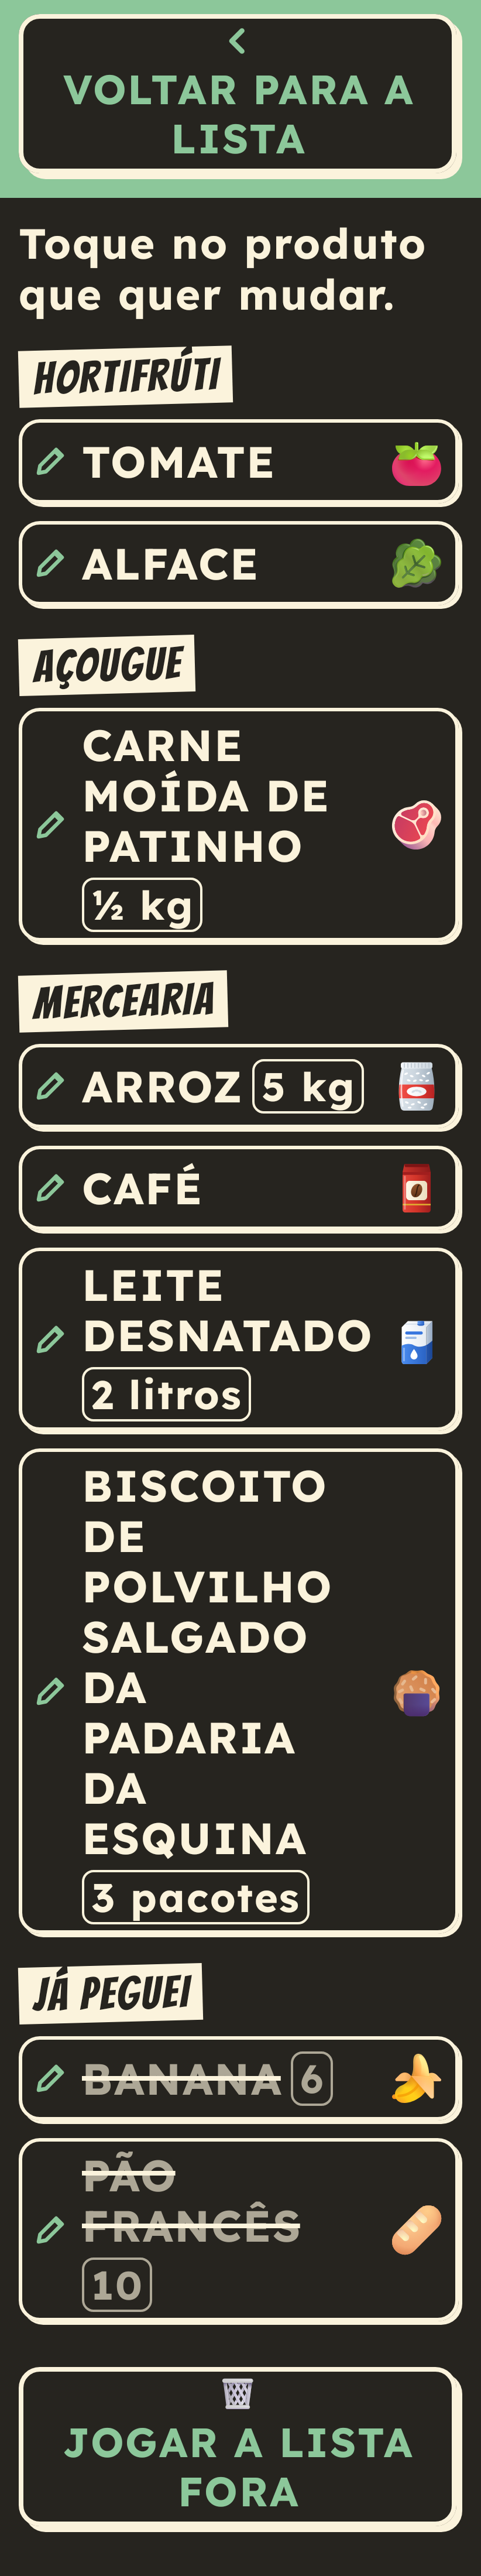 VOLTAR PARA A
LISTA
Toque no produto
que quer mudar.
HORTIFRÚTI
TOMATE
ALFACE
AÇOUGUE
CARNE
MOÍDA DE
PATINHO
½ kg
MERCEARIA
ARROZ 5 kg
CAFÉ
LEITE
DESNATADO
2 litros
BISCOITO
DE
POLVILHO
SALGADO
DA
PADARIA
DA
ESQUINA
3 pacotes
JÁ PEGUEI
BANANA 6
PÃO
FRANCÊS
10
JOGAR A LISTA
FORA